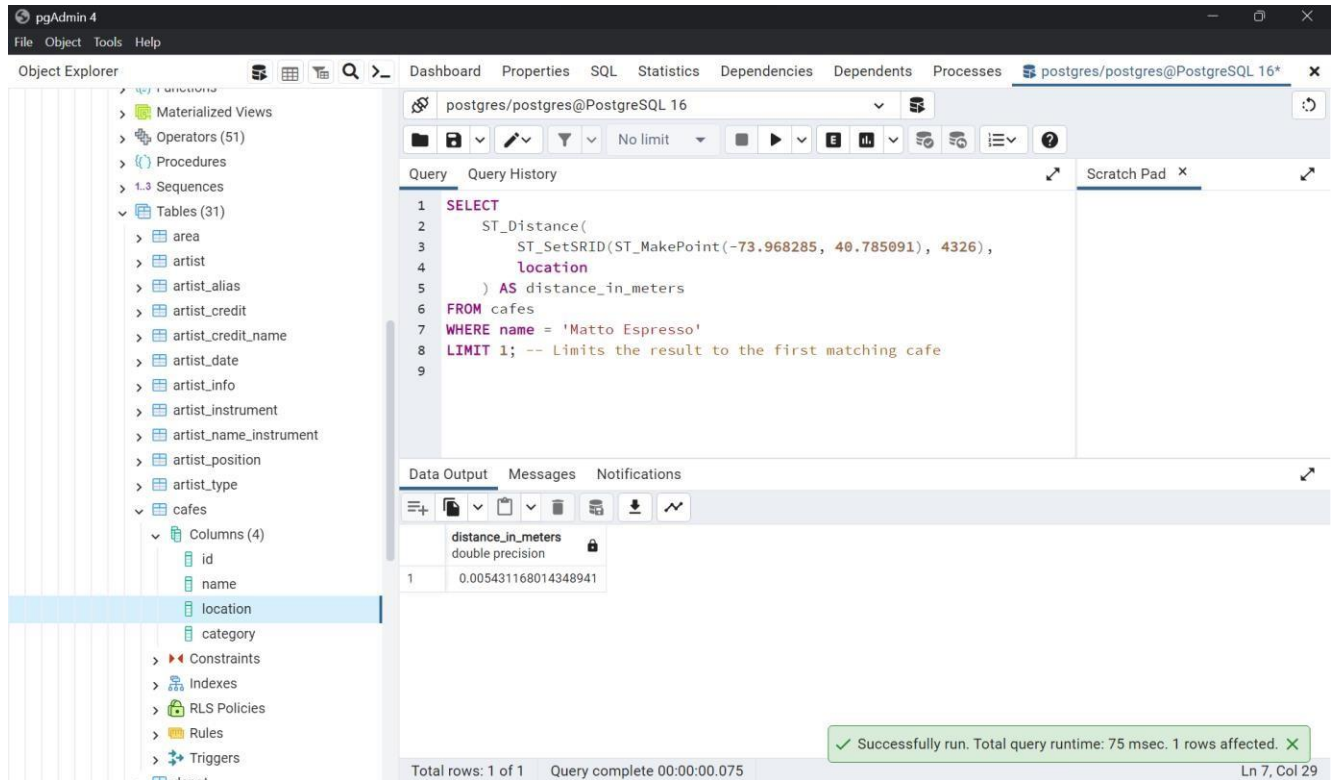 pgAdmin 4
File Object Tools Help
Object Explorer
Dashboard Properties SQL Statistics Dependencies Dependents Processes postgres/postgres@PostgreSQL 16*
Materialized Views
Operators (51)
Procedures
1..3 Sequences
Tables (31)
area
artist
artist_alias
artist_credit
artist_credit_name
artist_date
artist_info
artist_instrument
artist_name_instrument
artist_position
artist_type
cafes
Columns (4)
id
name
location
category
Constraints
Indexes
RLS Policies
Rules
Triggers
postgres/postgres@PostgreSQL 16
No limit
E
Query Query History
Scratch Pad
1 SELECT
2 ST_Distance(
3 ST_SetSRID(ST_MakePoint(-73.968285, 40.785091), 4326),
4 location
5 ) AS distance_in_meters
6 FROM cafes
7 WHERE name = 'Matto Espresso'
8 LIMIT 1; -- Limits the result to the first matching cafe
9
Data Output Messages Notifications
distance_in_meters
double precision
1 0.005431168014348941
Successfully run. Total query runtime: 75 msec. 1 rows affected.
Total rows: 1 of 1 Query complete 00:00:00.075 Ln 7, Col 29